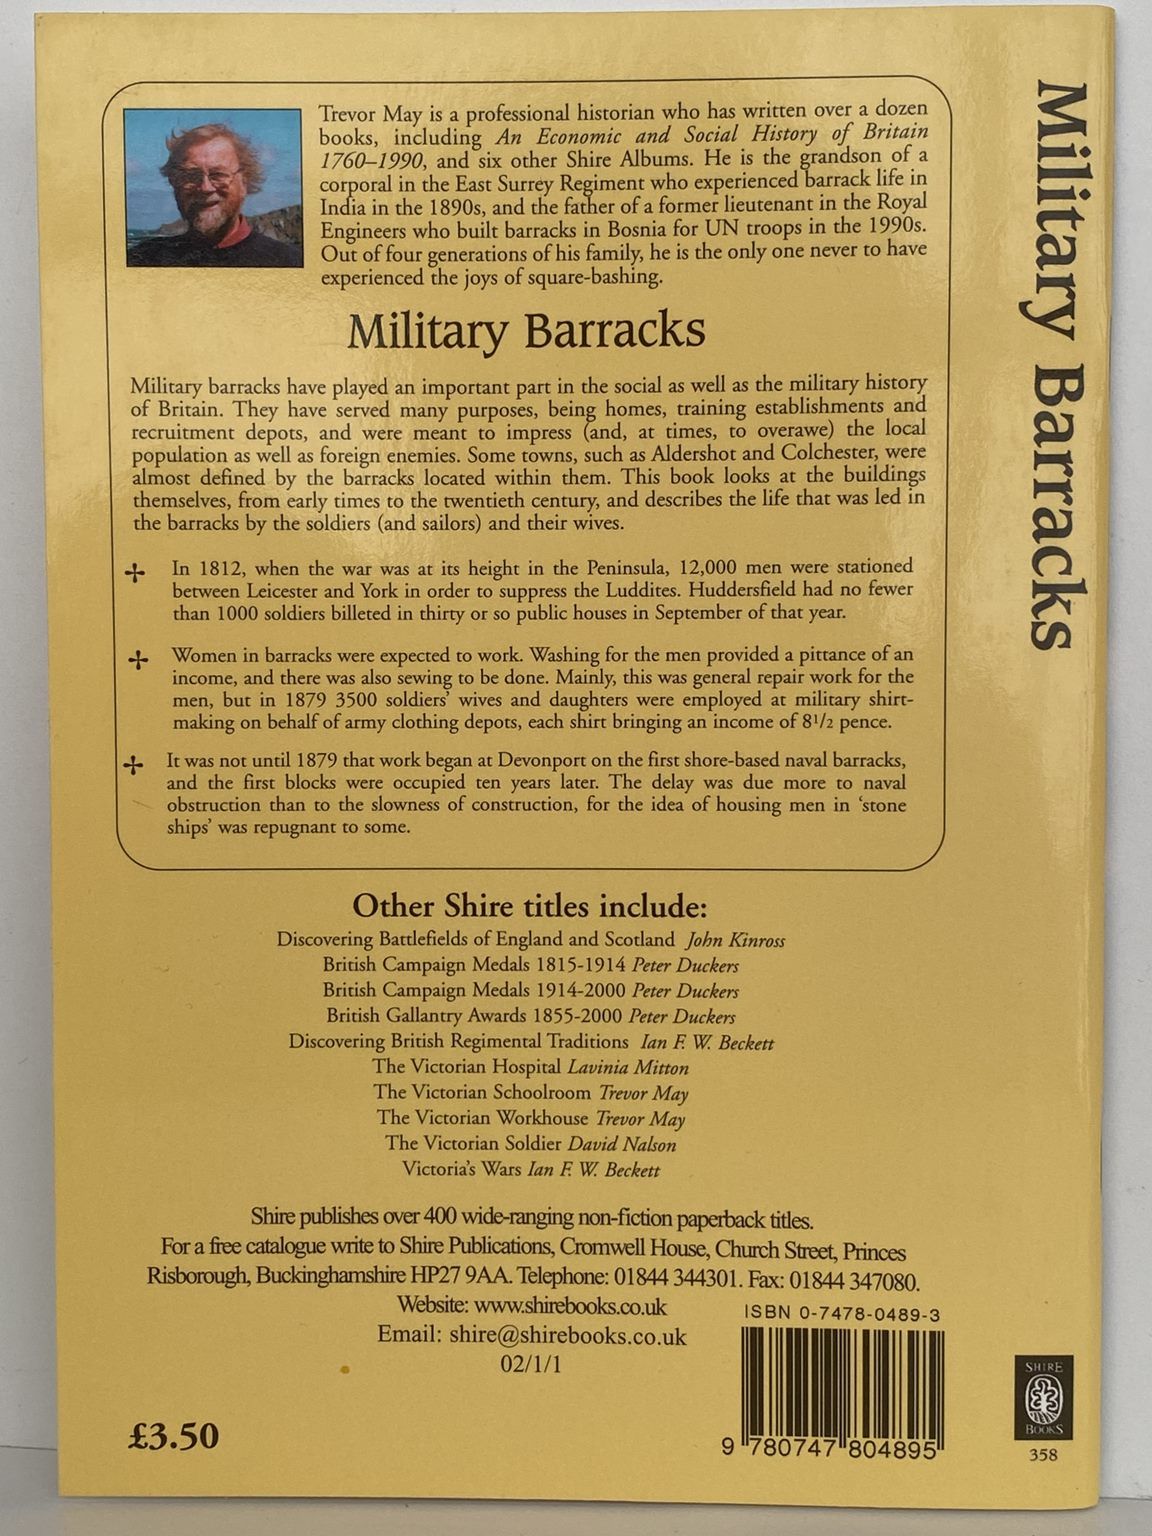 Trevor May is a professional historian who has written over a dozen
books, including An Economic and Social History of Britain
1760–1990, and six other Shire Albums. He is the grandson of a
corporal in the East Surrey Regiment who experienced barrack life in
India in the 1890s, and the father of a former lieutenant in the Royal
Engineers who built barracks in Bosnia for UN troops in the 1990s.
Out of four generations of his family, he is the only one never to have
experienced the joys of square-bashing.
Military Barracks
Military barracks have played an important part in the social as well as the military history
of Britain. They have served many purposes, being homes, training establishments and
recruitment depots, and were meant to impress (and, at times, to overawe) the local
population as well as foreign enemies. Some towns, such as Aldershot and Colchester, were
almost defined by the barracks located within them. This book looks at the buildings
themselves, from early times to the twentieth century, and describes the life that was led in
the barracks by the soldiers (and sailors) and their wives.
In 1812, when the war was at its height in the Peninsula, 12,000 men were stationed
between Leicester and York in order to suppress the Luddites. Huddersfield had no fewer
than 1000 soldiers billeted in thirty or so public houses in September of that year.
Women in barracks were expected to work. Washing for the men provided a pittance of an
income, and there was also sewing to be done. Mainly, this was general repair work for the
men, but in 1879 3500 soldiers' wives and daughters were employed at military shirt-
making on behalf of army clothing depots, each shirt bringing an income of 8 1/2 pence.
It was not until 1879 that work began at Devonport on the first shore-based naval barracks,
and the first blocks were occupied ten years later. The delay was due more to naval
obstruction than to the slowness of construction, for the idea of housing men in 'stone
ships' was repugnant to some.
Other Shire titles include:
Discovering Battlefields of England and Scotland John Kinross
British Campaign Medals 1815-1914 Peter Duckers
British Campaign Medals 1914-2000 Peter Duckers
British Gallantry Awards 1855-2000 Peter Duckers
Discovering British Regimental Traditions Ian F. W. Beckett
The Victorian Hospital Lavinia Mitton
The Victorian Schoolroom Trevor May
The Victorian Workhouse Trevor May
The Victorian Soldier David Nalson
Victoria's Wars Ian F. W. Beckett
Shire publishes over 400 wide-ranging non-fiction paperback titles.
For a free catalogue write to Shire Publications, Cromwell House, Church Street, Princes
Risborough, Buckinghamshire HP27 9AA. Telephone: 01844 344301. Fax: 01844 347080.
Website: www.shirebooks.co.uk
Email: shire@shirebooks.co.uk
02/1/1
£3.50
ISBN 0-7478-0489-3
9 780747 804895
Military Barracks
SHIRE
BOOKS
358